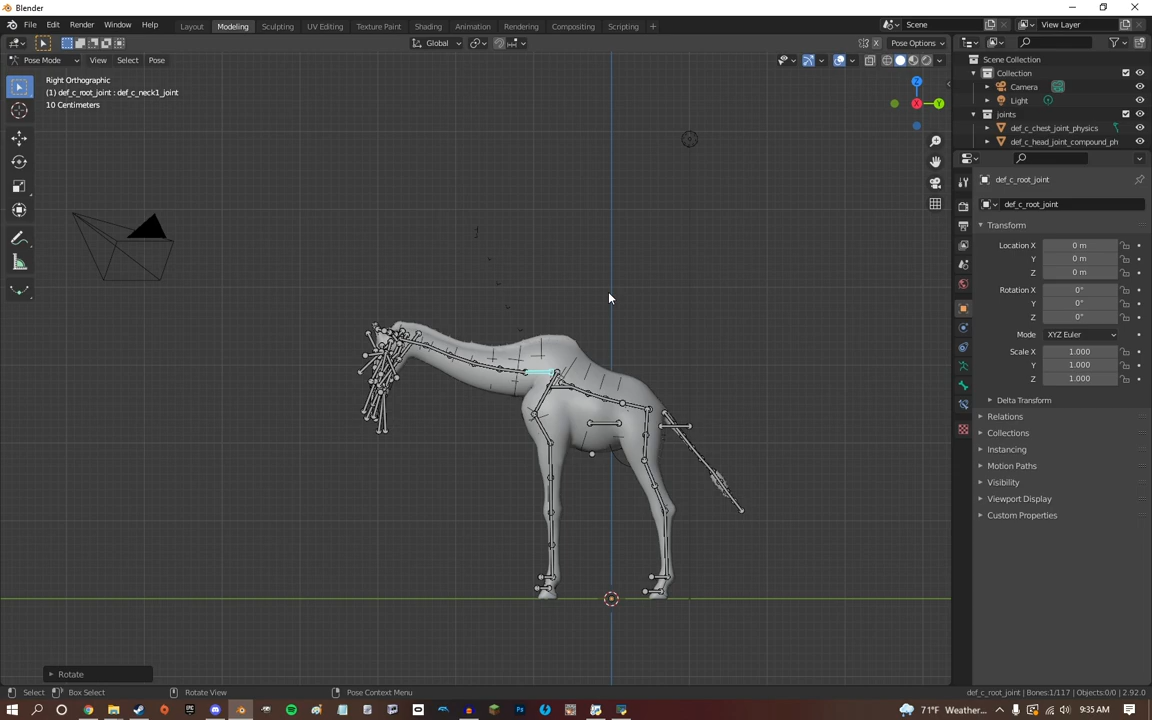 Blender
File Edit Render Window Help Layout Modeling Sculpting UV Editing Texture Paint Shading Animation Rendering Compositing Scripting + Scene View Layer
Global Pose Options
Pose Mode View Select Pose
Right Orthographic
(1) def_c_root_joint : def_c_neck1_joint
10 Centimeters
Z
Y
X
Scene Collection
Collection
Camera
Light
joints
def_c_chest_joint_physics
def_c_head_joint_compound_ph
def_c_root_joint
def_c_root_joint
Transform
Location X 0 m
Y 0 m
Z 0 m
Rotation X 0°
Y 0°
Z 0°
Mode XYZ Euler
Scale X 1.000
Y 1.000
Z 1.000
Delta Transform
Relations
Collections
Instancing
Motion Paths
Visibility
Viewport Display
Custom Properties
Rotate
Select Box Select Rotate View Pose Context Menu def_c_root_joint | Bones:1/117 | Objects:0/0 | 2.92.0
71°F Weather... 9:35 AM